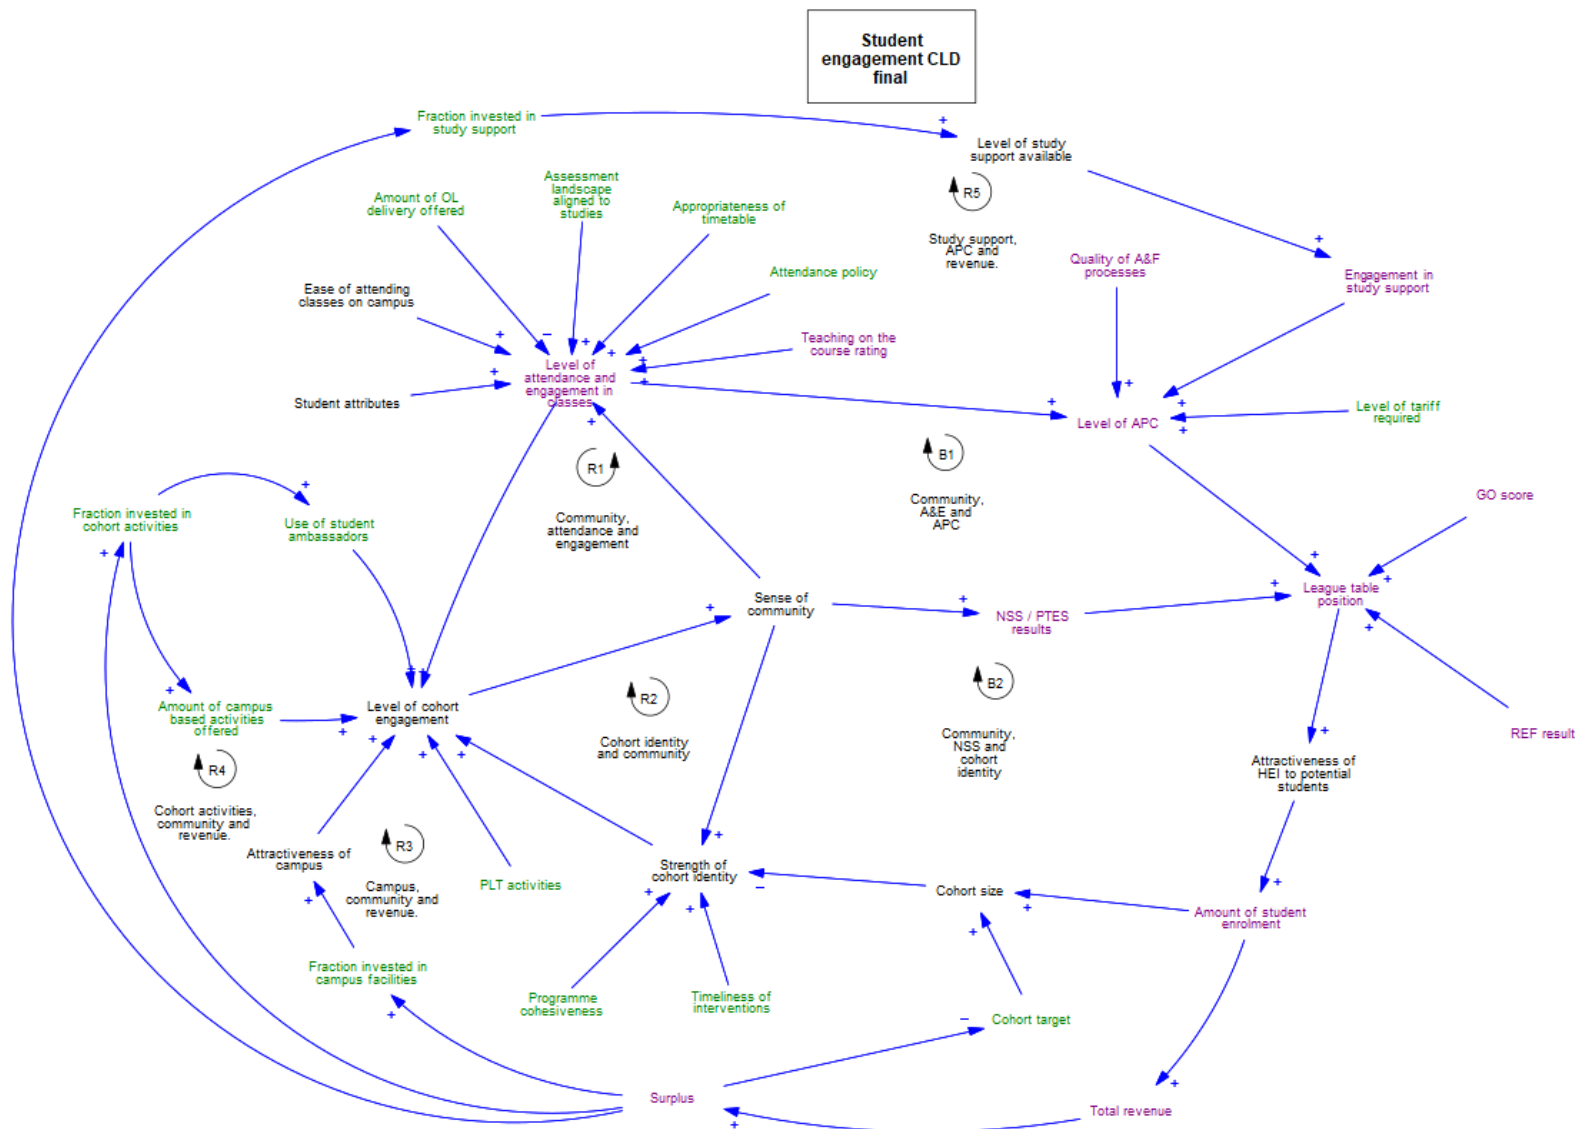 Student
engagement CLD
final
Fraction invested in
study support
+
Level of study
support available
R5
Study support,
APC and
revenue.
Assessment
landscape
aligned to
studies
Amount of OL
delivery offered
Appropriateness of
timetable
Attendance policy
Ease of attending
classes on campus
Teaching on the
course rating
Student attributes
+
–
+
+
+
+
+
+
Level of
attendance and
engagement in
classes
+
Quality of A&F
processes
+
Engagement in
study support
+
+
+
+
Level of APC
Level of tariff
required
R1
Community,
attendance and
engagement
B1
Community,
A&E and
APC
GO score
Fraction invested in
cohort activities
+
+
Use of student
ambassadors
Sense of
community
+
+
NSS / PTES
results
+
+
+
League table
position
+
REF result
+
Amount of campus
based activities
offered
+
+
+
Level of cohort
engagement
+
+
+
R2
Cohort identity
and community
B2
Community,
NSS and
cohort
identity
+
Attractiveness of
HEI to potential
students
R4
Cohort activities,
community and
revenue.
R3
Campus,
community and
revenue.
Attractiveness of
campus
+
PLT activities
+
Strength of
cohort identity
+
+
–
Cohort size
+
+
+
Amount of student
enrolment
Fraction invested in
campus facilities
+
Programme
cohesiveness
Timeliness of
interventions
–
Cohort target
Surplus
+
+
Total revenue